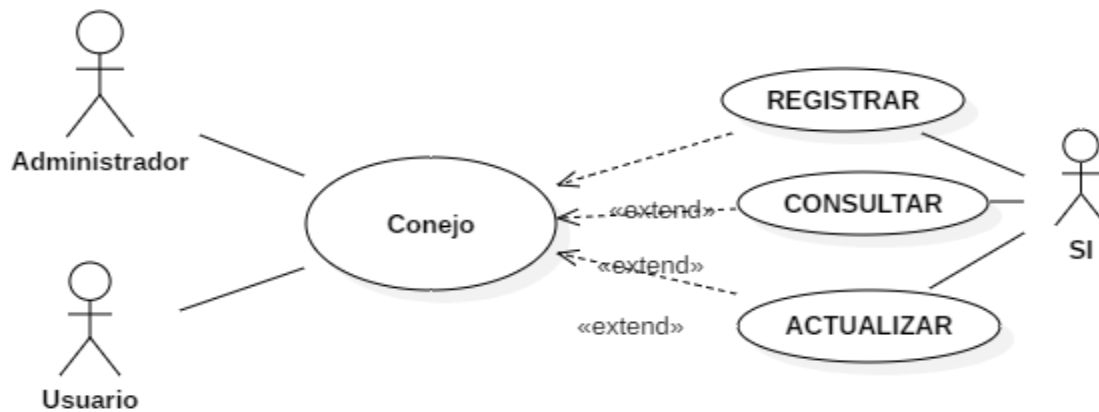 Administrador
Usuario
Conejo
«extend»
«extend»
«extend»
REGISTRAR
CONSULTAR
ACTUALIZAR
SI